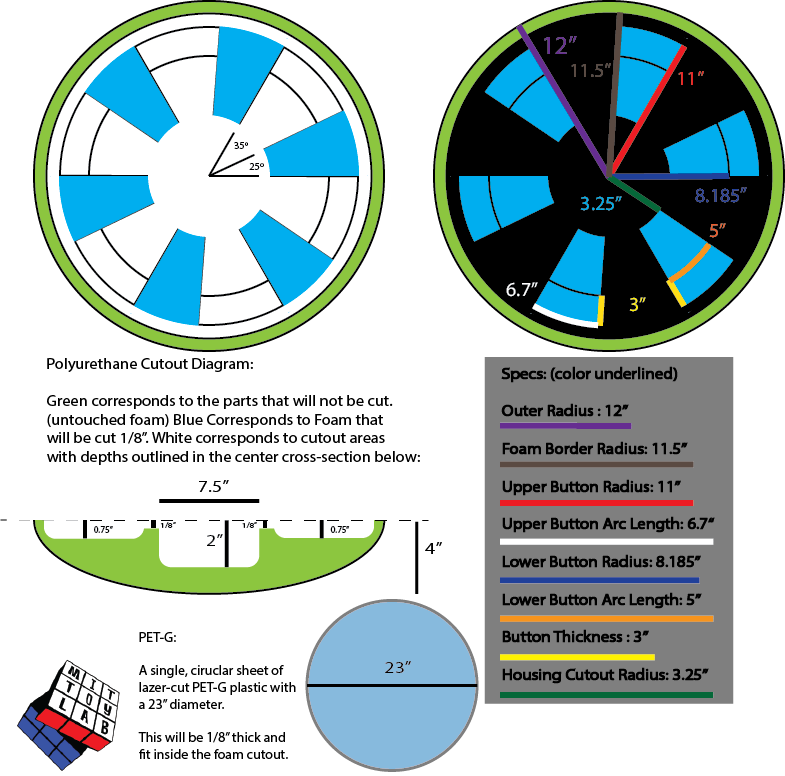 35º
25º
12”
11.5”
11”
8.185”
3.25”
5”
6.7”
3”
Polyurethane Cutout Diagram:
Green corresponds to the parts that will not be cut.
(untouched foam) Blue Corresponds to Foam that
will be cut 1/8”. White corresponds to cutout areas
with depths outlined in the center cross-section below:
7.5”
0.75”
1/8”
2”
1/8”
0.75”
4”
PET-G:
A single, ciruclar sheet of
lazer-cut PET-G plastic with
a 23” diameter.
This will be 1/8” thick and
fit inside the foam cutout.
23”
MIT
TOY
LAB
Specs: (color underlined)
Outer Radius : 12”
Foam Border Radius: 11.5”
Upper Button Radius: 11”
Upper Button Arc Length: 6.7”
Lower Button Radius: 8.185”
Lower Button Arc Length: 5”
Button Thickness : 3”
Housing Cutout Radius: 3.25”